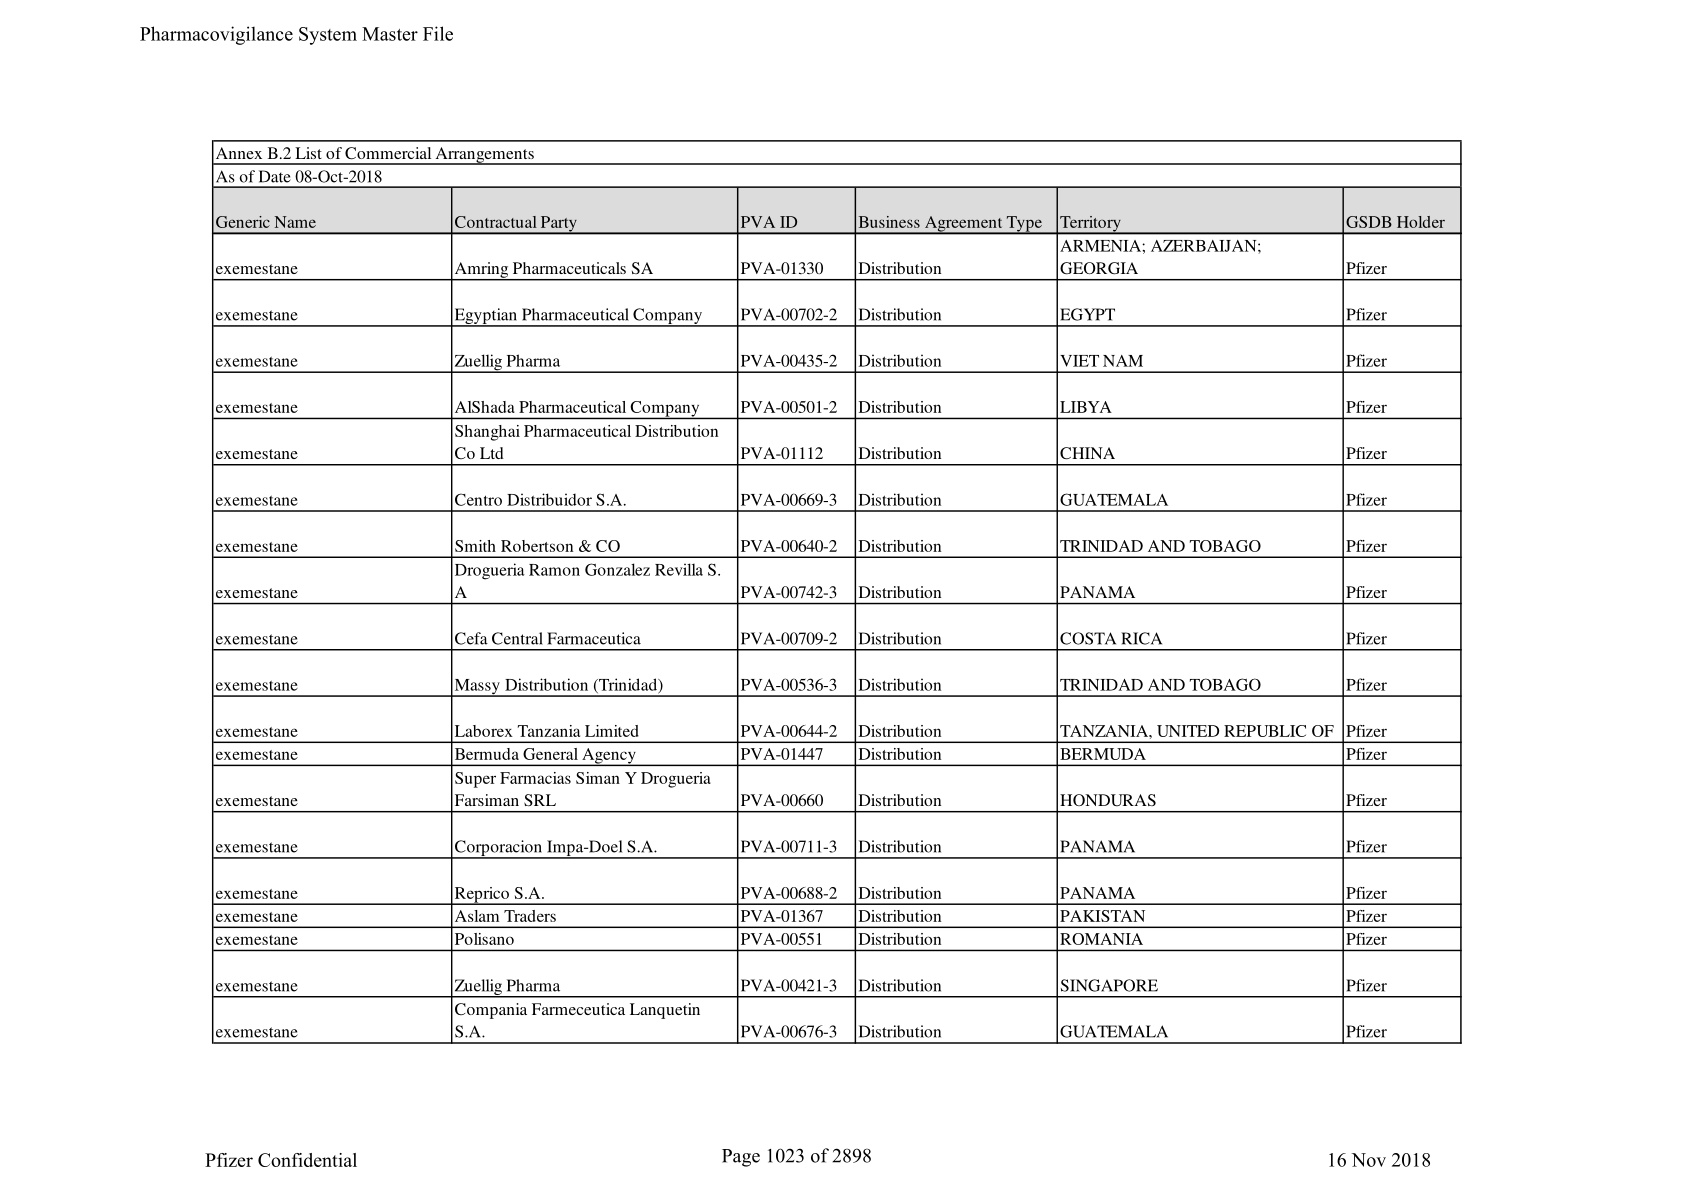 Pharmacovigilance System Master File
Annex B.2 List of Commercial Arrangements
As of Date 08-Oct-2018
Generic Name Contractual Party PVA ID Business Agreement Type Territory GSDB Holder
ARMENIA; AZERBAIJAN;
exemestane Amring Pharmaceuticals SA PVA-01330 Distribution GEORGIA Pfizer
exemestane Egyptian Pharmaceutical Company PVA-00702-2 Distribution EGYPT Pfizer
exemestane Zuellig Pharma PVA-00435-2 Distribution VIET NAM Pfizer
exemestane AlShada Pharmaceutical Company PVA-00501-2 Distribution LIBYA Pfizer
Shanghai Pharmaceutical Distribution
exemestane Co Ltd PVA-01112 Distribution CHINA Pfizer
exemestane Centro Distribuidor S.A. PVA-00669-3 Distribution GUATEMALA Pfizer
exemestane Smith Robertson & CO PVA-00640-2 Distribution TRINIDAD AND TOBAGO Pfizer
Drogueria Ramon Gonzalez Revilla S.
exemestane A PVA-00742-3 Distribution PANAMA Pfizer
exemestane Cefa Central Farmaceutica PVA-00709-2 Distribution COSTA RICA Pfizer
exemestane Massy Distribution (Trinidad) PVA-00536-3 Distribution TRINIDAD AND TOBAGO Pfizer
exemestane Laborex Tanzania Limited PVA-00644-2 Distribution TANZANIA, UNITED REPUBLIC OF Pfizer
exemestane Bermuda General Agency PVA-01447 Distribution BERMUDA Pfizer
Super Farmacias Siman Y Drogueria
exemestane Farsiman SRL PVA-00660 Distribution HONDURAS Pfizer
exemestane Corporacion Impa-Doel S.A. PVA-00711-3 Distribution PANAMA Pfizer
exemestane Reprico S.A. PVA-00688-2 Distribution PANAMA Pfizer
exemestane Aslam Traders PVA-01367 Distribution PAKISTAN Pfizer
exemestane Polisano PVA-00551 Distribution ROMANIA Pfizer
exemestane Zuellig Pharma PVA-00421-3 Distribution SINGAPORE Pfizer
Compania Farmeceutica Lanquetin
exemestane S.A. PVA-00676-3 Distribution GUATEMALA Pfizer
Pfizer Confidential Page 1023 of 2898 16 Nov 2018